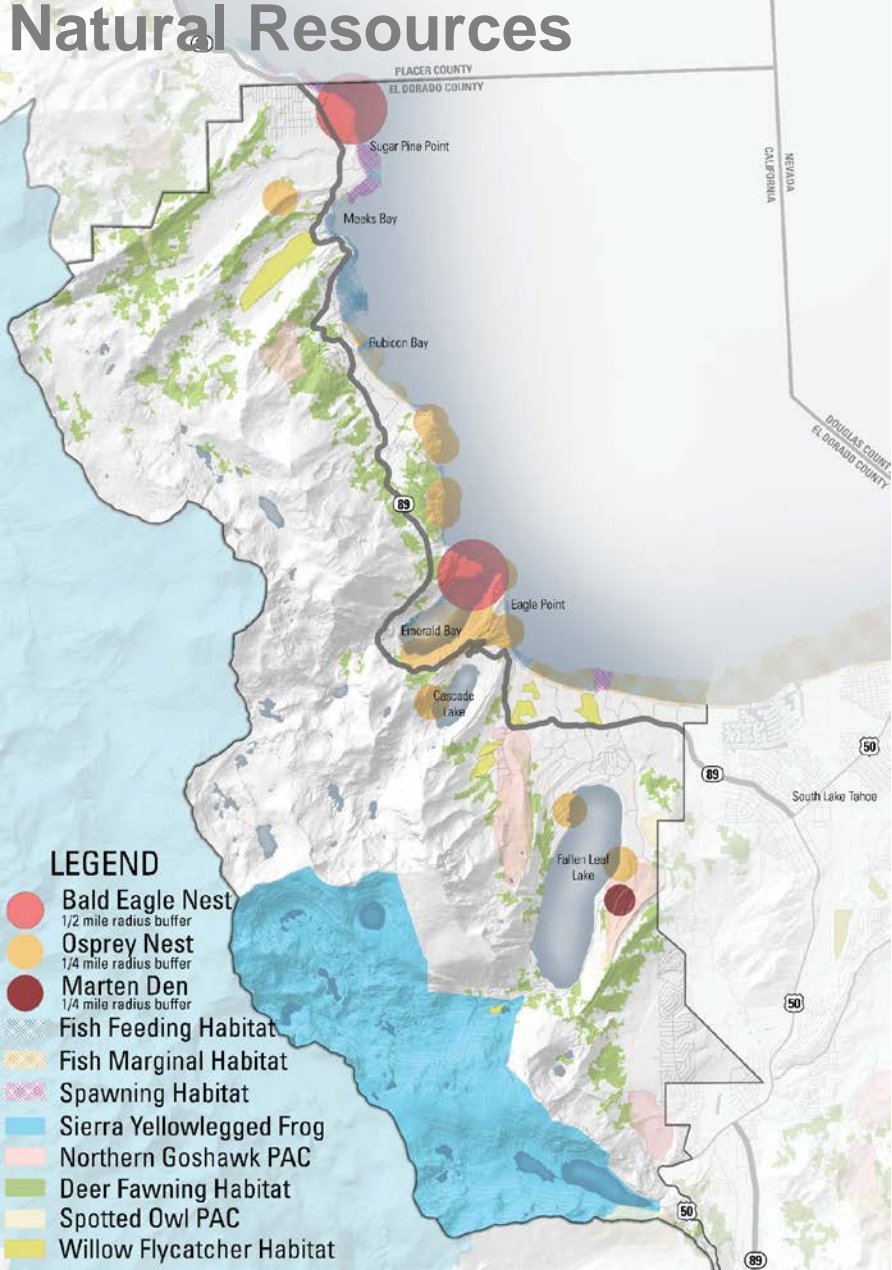 Natural Resources
PLACER COUNTY
EL DORADO COUNTY
Sugar Pine Point
NEVADA
CALIFORNIA
Meeks Bay
Rubicon Bay
DOUGLAS COUNT
EL DORADO COUNTY
89
Eagle Point
Emerald Bay
Cascade
Lake
50
89
South Lake Tahoe
Fallen Leaf
Lake
LEGEND
Bald Eagle Nest
1/2 mile radius buffer
Osprey Nest
1/4 mile radius buffer
Marten Den
1/4 mile radius buffer
50
Fish Feeding Habitat
Fish Marginal Habitat
Spawning Habitat
Sierra Yellowlegged Frog
Northern Goshawk PAC
Deer Fawning Habitat
Spotted Owl PAC
50
Willow Flycatcher Habitat
89